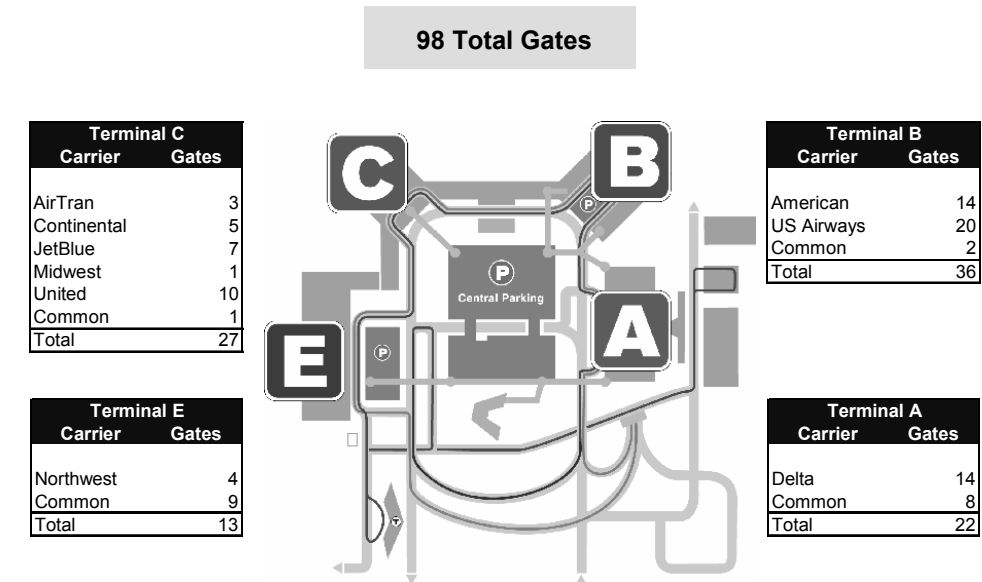 98 Total Gates
Terminal C
Carrier Gates
AirTran 3
Continental 5
JetBlue 7
Midwest 1
United 10
Common 1
Total 27
Terminal B
Carrier Gates
American 14
US Airways 20
Common 2
Total 36
C
B
P
P
Central Parking
A
E
P
T
Terminal E
Carrier Gates
Northwest 4
Common 9
Total 13
Terminal A
Carrier Gates
Delta 14
Common 8
Total 22